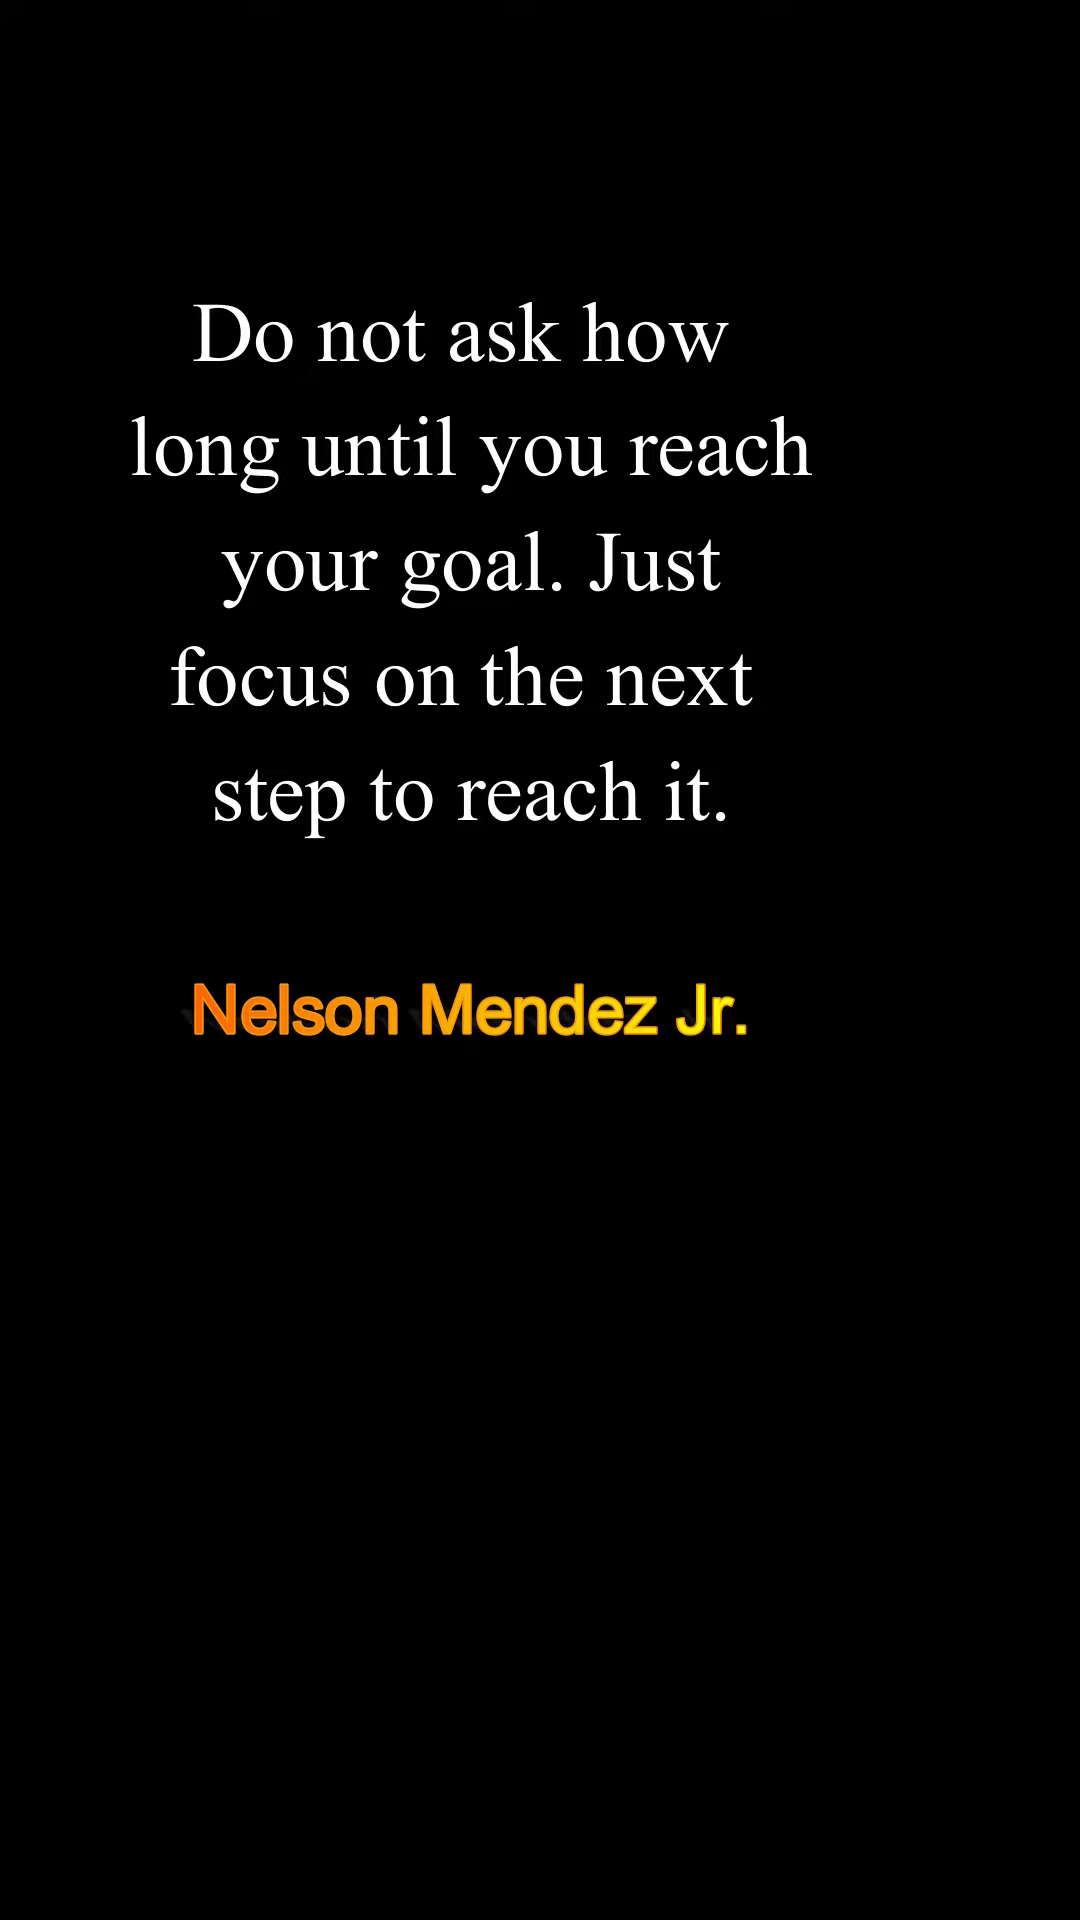 Do not ask how
long until you reach
your goal. Just
focus on the next
step to reach it.
Nelson Mendez Jr.